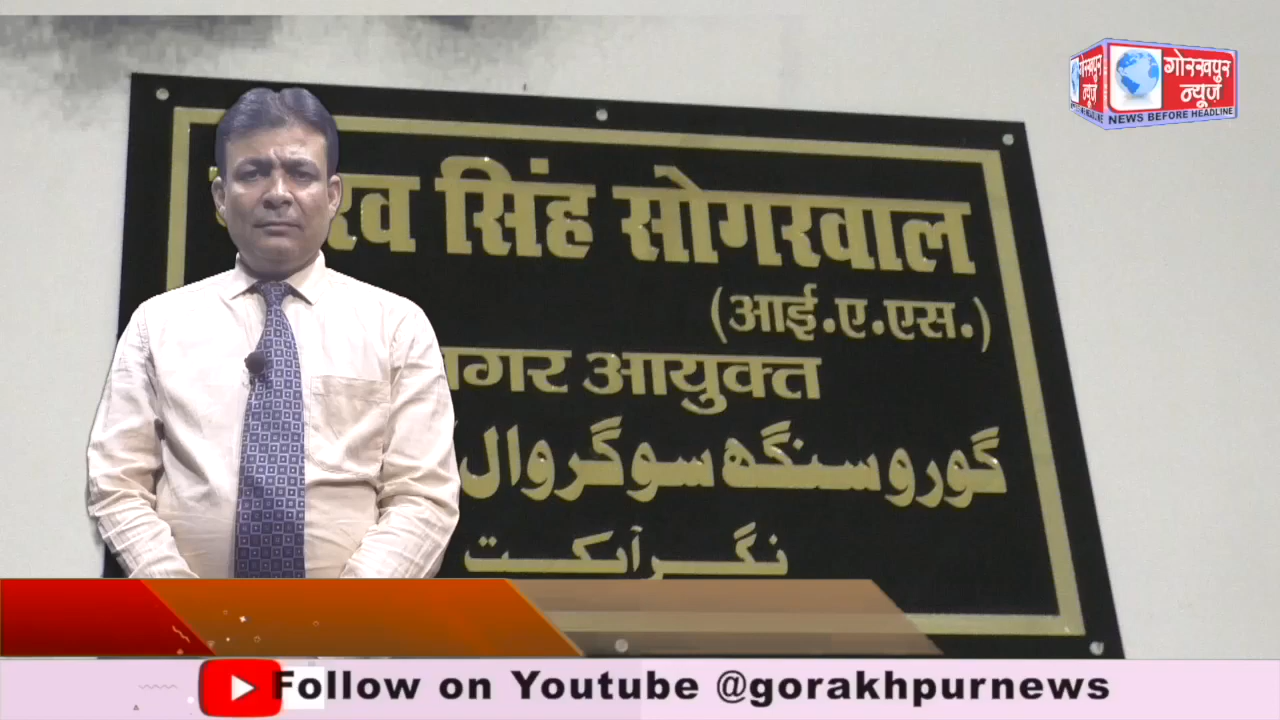 गोरखपुर
न्यूज़
NEWS BEFORE HEADLINE
सिंह सोगरवाल
(आई.ए.एस.)
आयुक्त
گورو سنگھ سوگروال
نگر آیکت
Follow on Youtube @gorakhpurnews